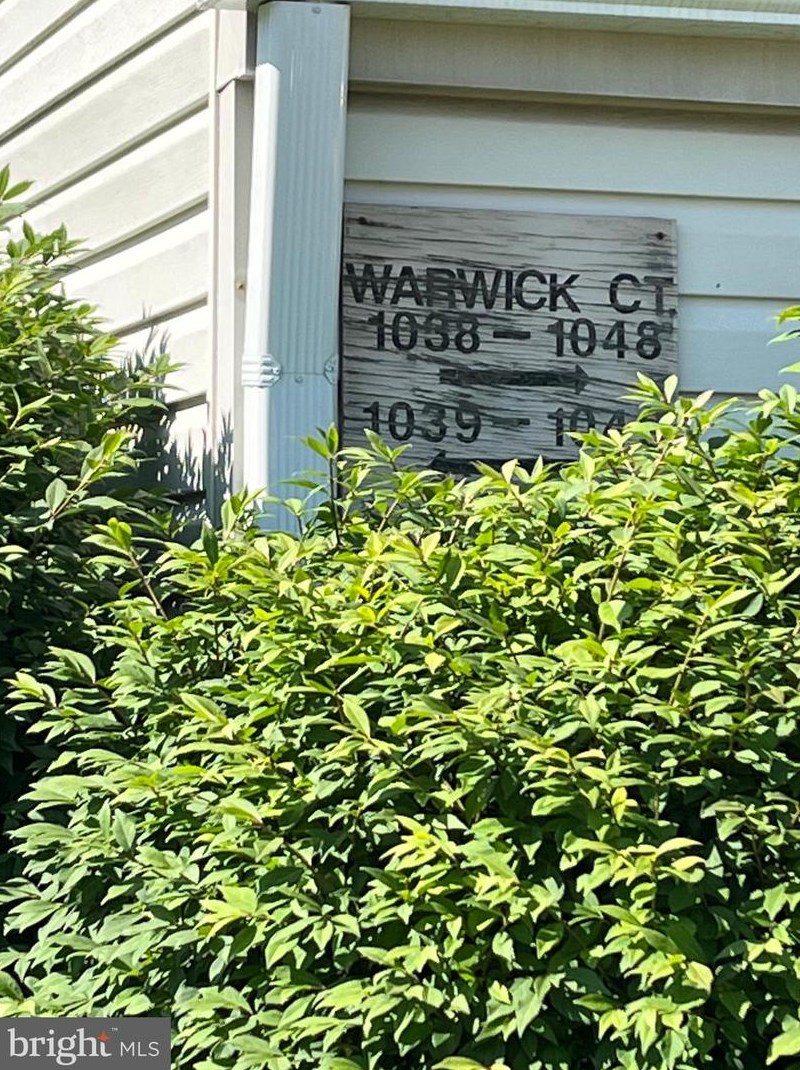 WARWICK CT.
1038 - 1048
1039 -
bright MLS